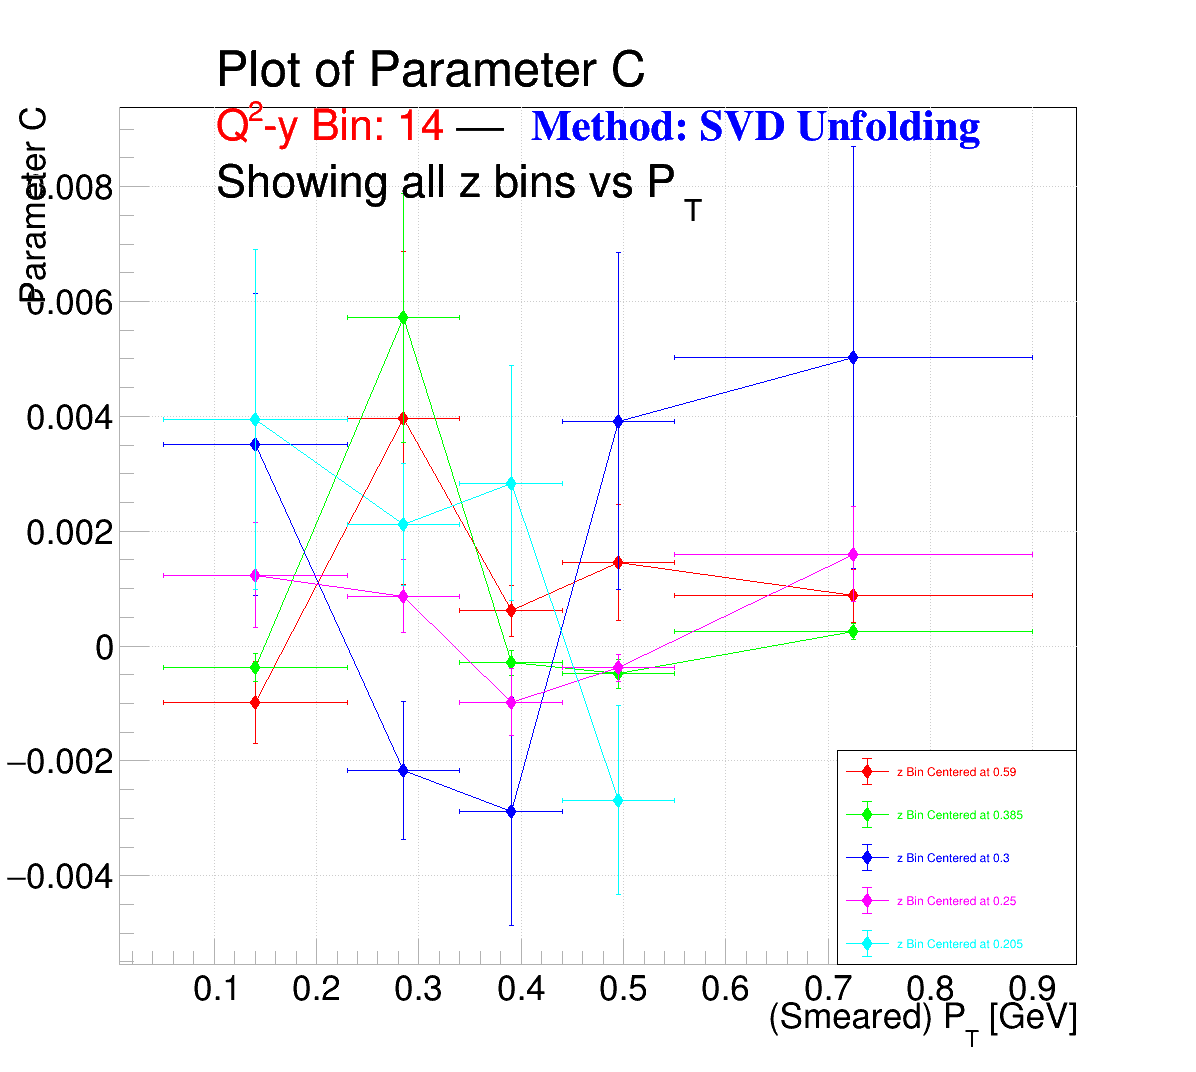 Plot of Parameter C
Q²-y Bin: 14 — Method: SVD Unfolding
Showing all z bins vs P_T
Parameter C
0.008
0.006
0.004
0.002
0
−0.002
−0.004
z Bin Centered at 0.59
z Bin Centered at 0.385
z Bin Centered at 0.3
z Bin Centered at 0.25
z Bin Centered at 0.205
0.1 0.2 0.3 0.4 0.5 0.6 0.7 0.8 0.9
(Smeared) P_T [GeV]